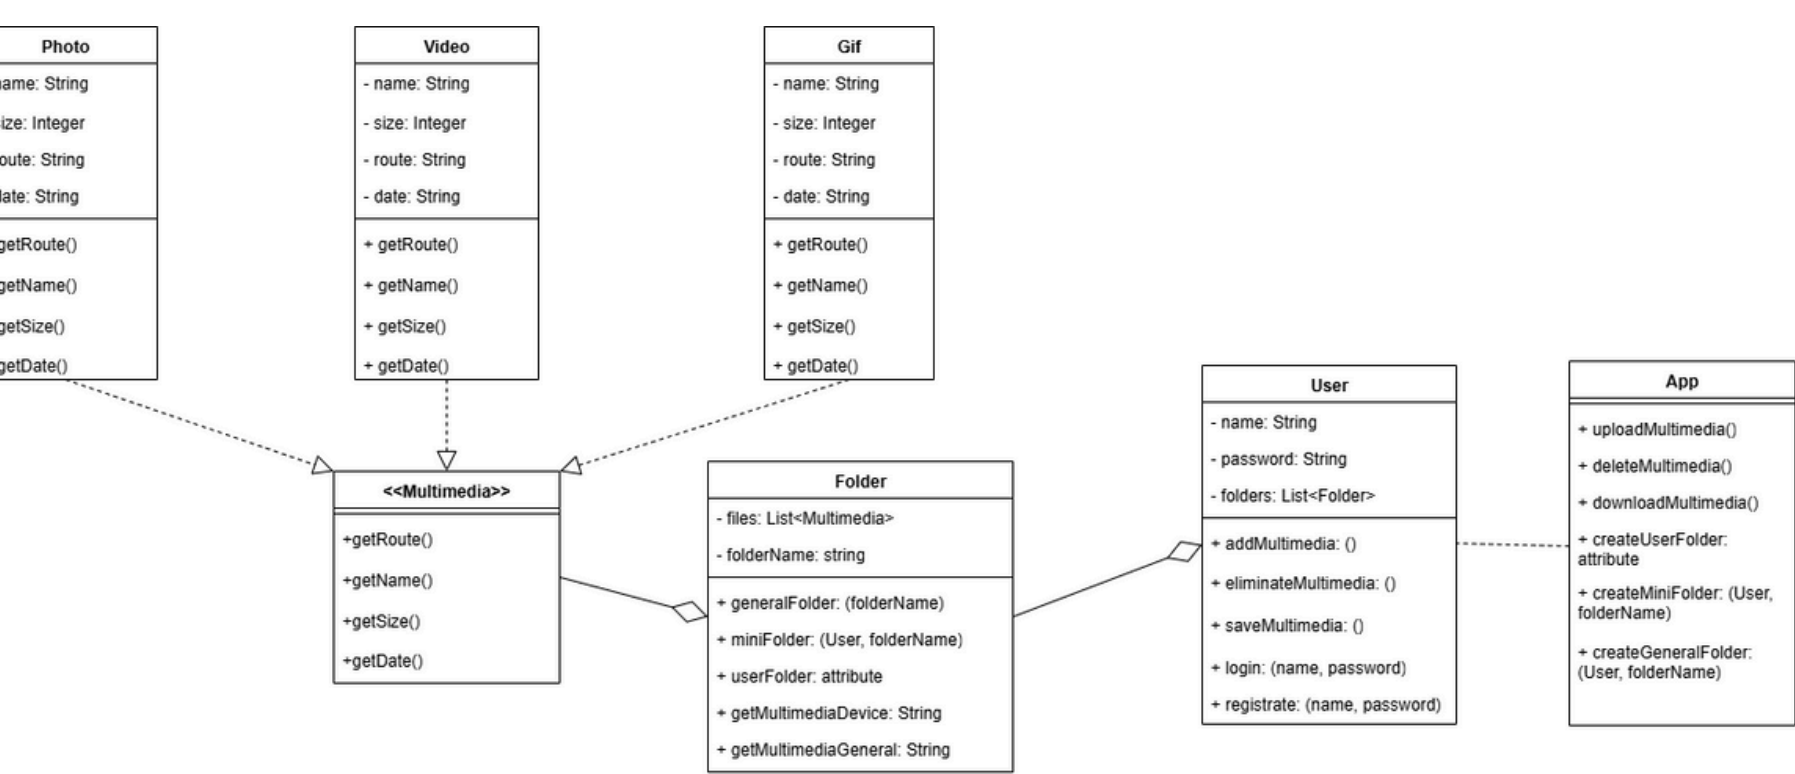 Photo
ame: String
ize: Integer
oute: String
ate: String
getRoute()
getName()
getSize()
getDate()
Video
- name: String
- size: Integer
- route: String
- date: String
+ getRoute()
+ getName()
+ getSize()
+ getDate()
Gif
- name: String
- size: Integer
- route: String
- date: String
+ getRoute()
+ getName()
+ getSize()
+ getDate()
<<Multimedia>>
+getRoute()
+getName()
+getSize()
+getDate()
Folder
- files: List<Multimedia>
- folderName: string
+ generalFolder: (folderName)
+ miniFolder: (User, folderName)
+ userFolder: attribute
+ getMultimediaDevice: String
+ getMultimediaGeneral: String
User
- name: String
- password: String
- folders: List<Folder>
+ addMultimedia: ()
+ eliminateMultimedia: ()
+ saveMultimedia: ()
+ login: (name, password)
+ registrate: (name, password)
App
+ uploadMultimedia()
+ deleteMultimedia()
+ downloadMultimedia()
+ createUserFolder:
attribute
+ createMiniFolder: (User,
folderName)
+ createGeneralFolder:
(User, folderName)